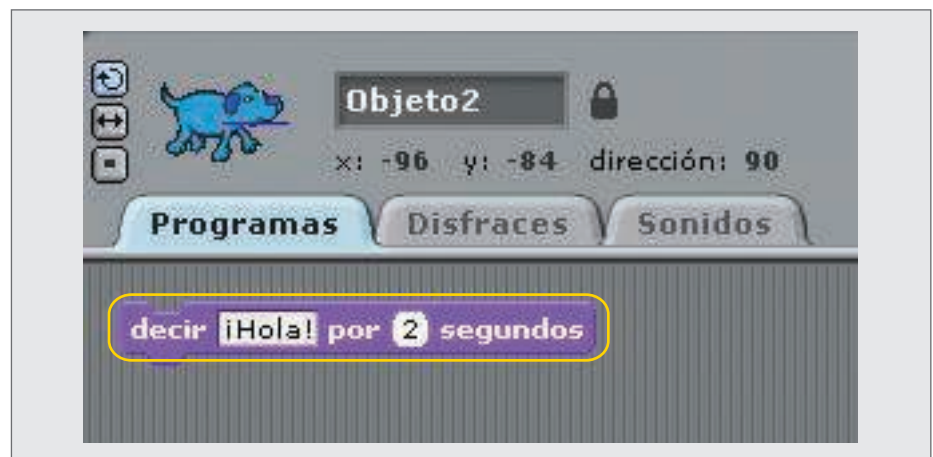 Objeto2
x: -96 y: -84 dirección: 90
Programas Disfraces Sonidos
decir ¡Hola! por 2 segundos